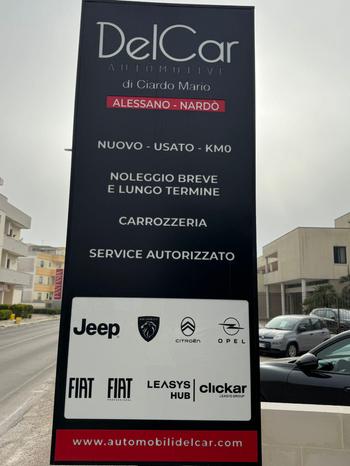 DelCar
AUTOMOTIVE
di Ciardo Mario
ALESSANO - NARDÒ
NUOVO - USATO - KM0
NOLEGGIO BREVE
E LUNGO TERMINE
CARROZZERIA
SERVICE AUTORIZZATO
Jeep
CITROËN
OPEL
FIAT
FIAT
PROFESSIONAL
LEASYS
HUB
clickar
LEASYS GROUP
www.automobilidelcar.com